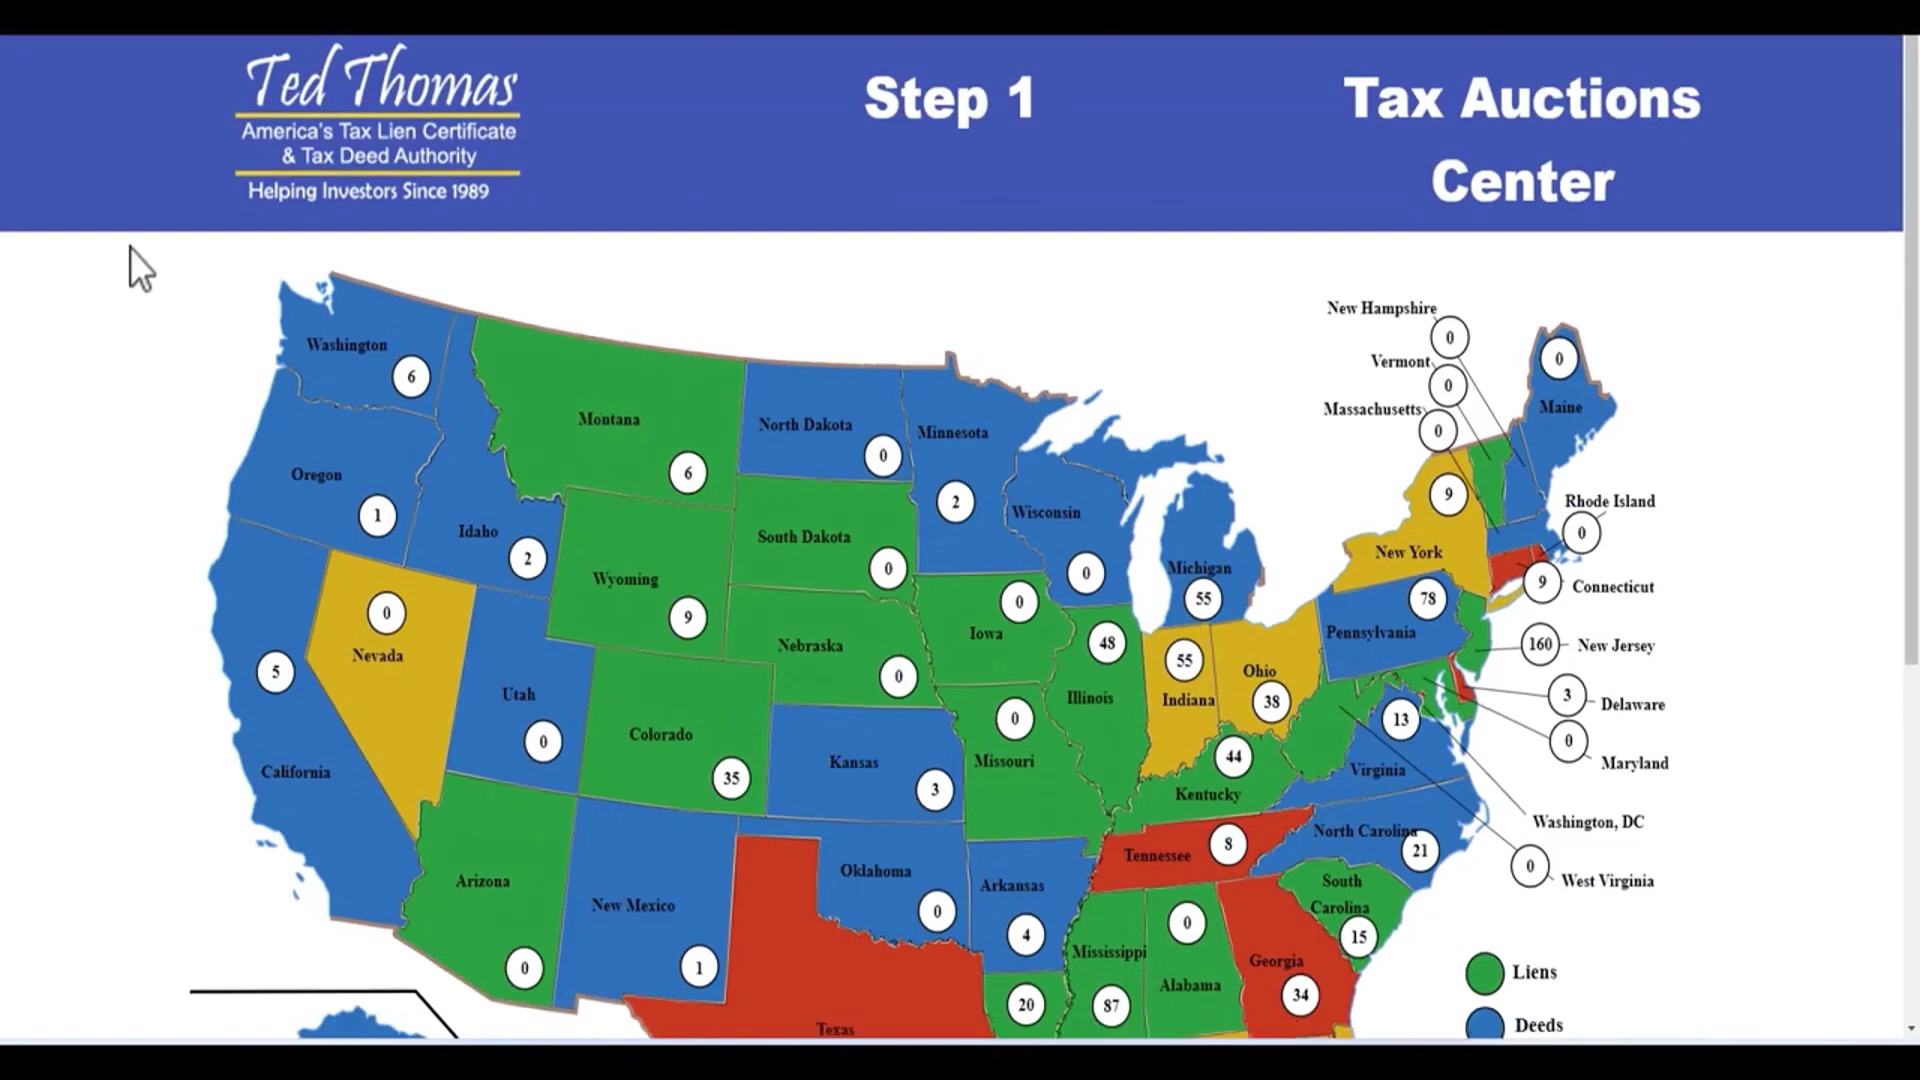 Ted Thomas
America's Tax Lien Certificate
& Tax Deed Authority
Helping Investors Since 1989
Step 1
Tax Auctions
Center
New Hampshire
0
Vermont
0
Massachusetts
0
0
Maine
Washington
6
Montana
6
North Dakota
0
Minnesota
2
Oregon
1
Idaho
2
Wisconsin
0
9
New York
Rhode Island
0
9
Connecticut
Wyoming
9
South Dakota
0
Michigan
55
0
Nevada
Nebraska
0
0
Iowa
48
Illinois
55
Indiana
Ohio
38
78
Pennsylvania
160
New Jersey
3
Delaware
0
Maryland
5
California
Utah
0
Colorado
35
Kansas
3
0
Missouri
44
Kentucky
13
Virginia
Washington, DC
0
West Virginia
Arizona
0
New Mexico
1
Oklahoma
0
Arkansas
4
Tennessee
8
North Carolina
21
South
Carolina
15
Mississippi
87
0
Alabama
Georgia
34
20
Texas
Liens
Deeds